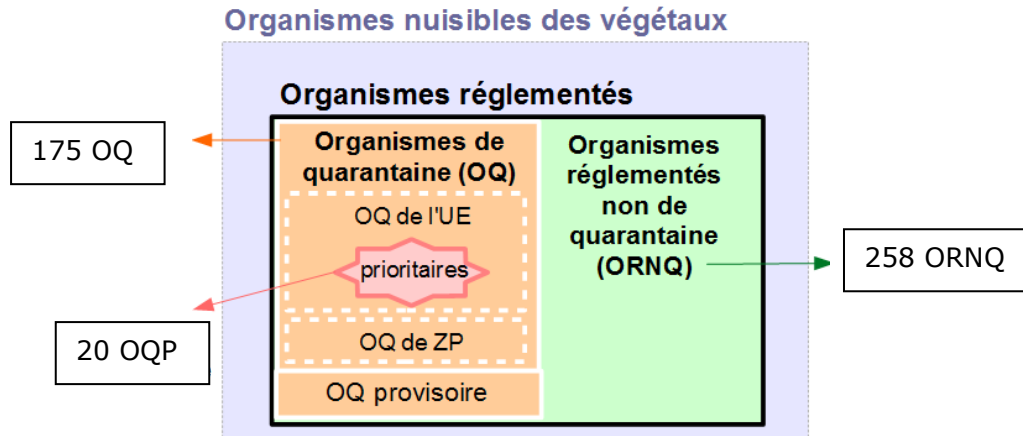 Organismes nuisibles des végétaux
Organismes réglementés
175 OQ
Organismes de
quarantaine (OQ)
OQ de l'UE
prioritaires
20 OQP
OQ de ZP
OQ provisoire
Organismes
réglementés
non de
quarantaine
(ORNQ)
258 ORNQ